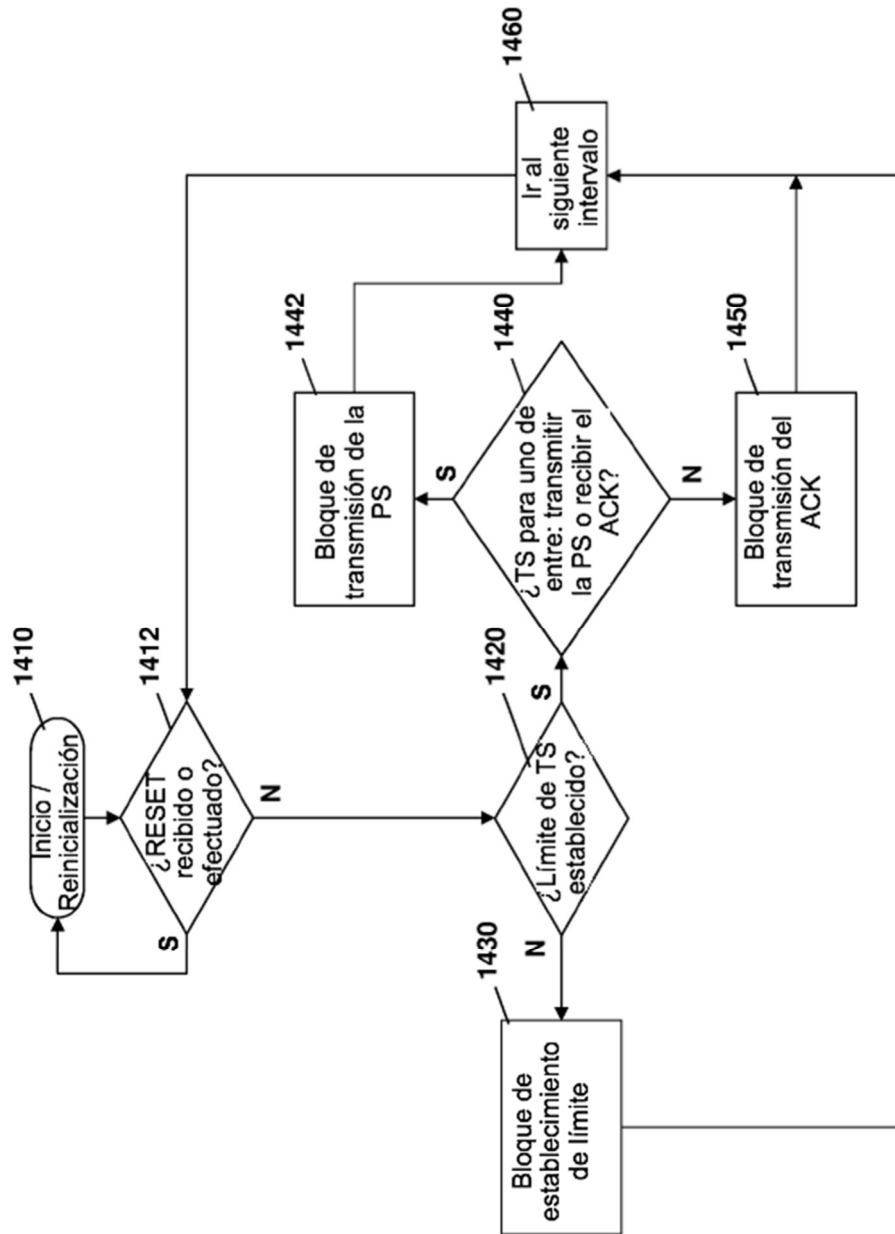 1410
Inicio /
Reinicialización
1412
¿RESET
recibido o
efectuado?
S
N
1420
¿Límite de TS
establecido?
N
S
1430
Bloque de
establecimiento
de límite
1440
¿TS para uno de
entre: transmitir
la PS o recibir el
ACK?
S
N
1442
Bloque de
transmisión de la
PS
1450
Bloque de
transmisión del
ACK
1460
Ir al
siguiente
intervalo